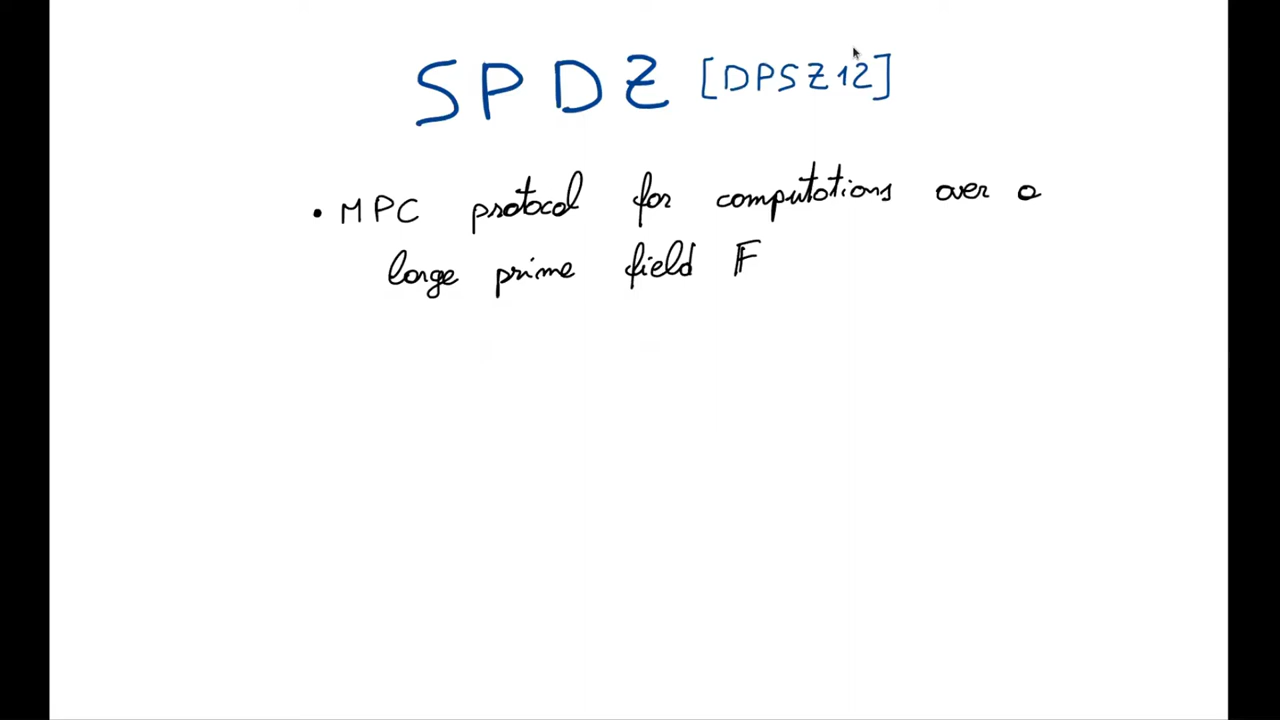 SPDZ [DPSZ12]
• MPC protocol for computations over a
large prime field 𝔽